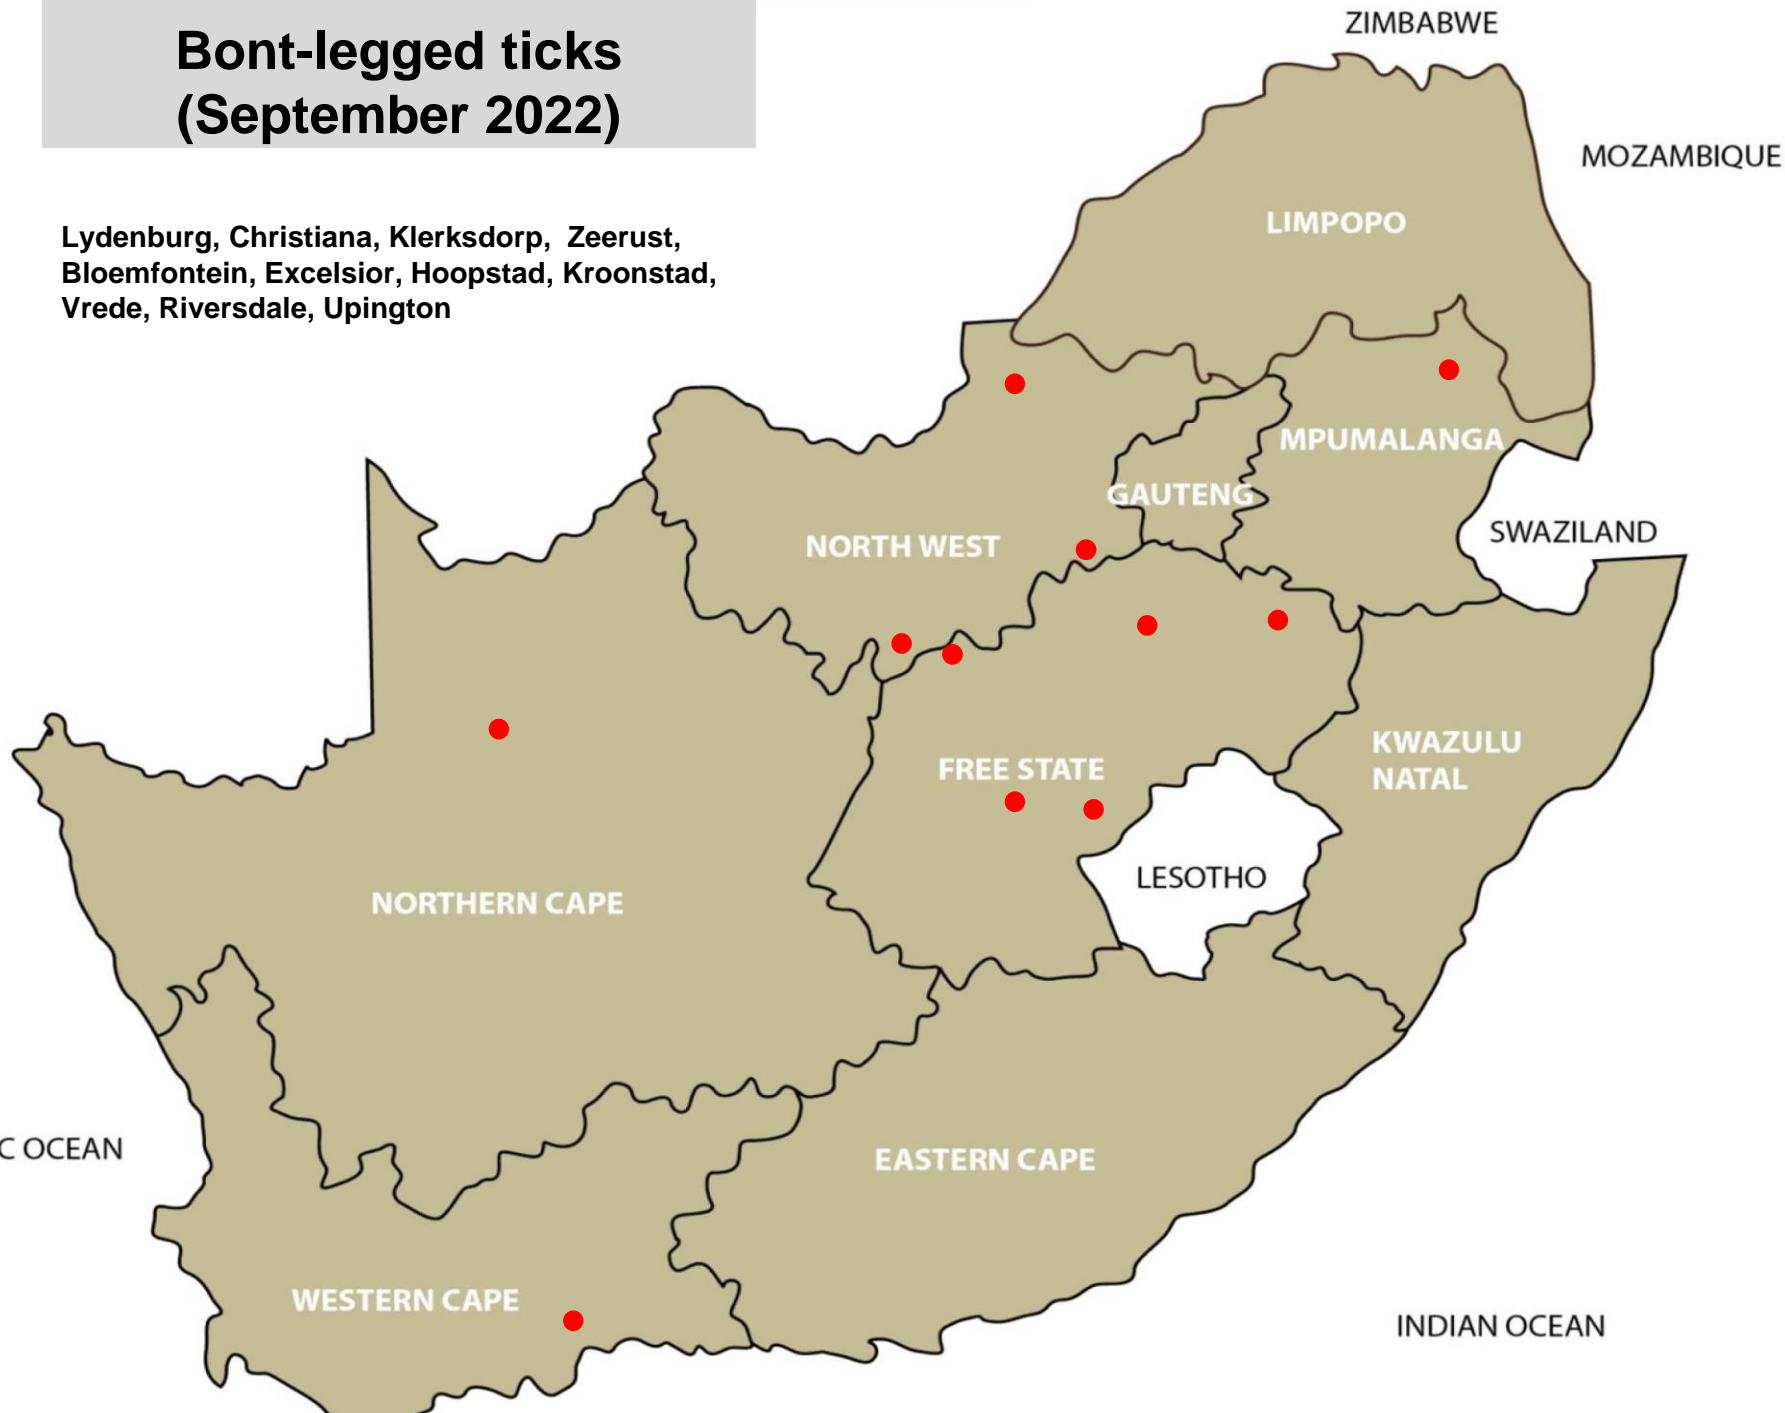 Bont-legged ticks
(September 2022)
Lydenburg, Christiana, Klerksdorp, Zeerust,
Bloemfontein, Excelsior, Hoopstad, Kroonstad,
Vrede, Riversdale, Upington
ZIMBABWE
MOZAMBIQUE
LIMPOPO
MPUMALANGA
GAUTENG
SWAZILAND
NORTH WEST
KWAZULU
NATAL
FREE STATE
LESOTHO
NORTHERN CAPE
C OCEAN
EASTERN CAPE
WESTERN CAPE
INDIAN OCEAN